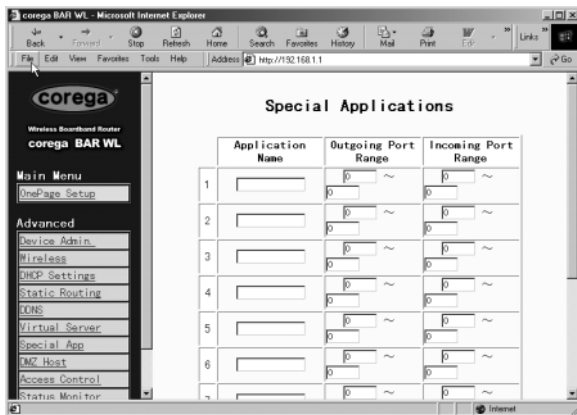 corega BAR WL - Microsoft Internet Explorer
Back Forward Stop Refresh Home Search Favorites History Mail Print Edit » Links »
File Edit View Favorites Tools Help Address http://192.168.1.1 Go
corega
Wireless Boardband Router
corega BAR WL
Main Menu
OnePage Setup
Advanced
Device Admin.
Wireless
DHCP Settings
Static Routing
DDNS
Virtual Server
Special App
DMZ Host
Access Control
Status Monitor
Special Applications
Application Name Outgoing Port Range Incoming Port Range
1 0 ~ 0 0 ~ 0
2 0 ~ 0 0 ~ 0
3 0 ~ 0 0 ~ 0
4 0 ~ 0 0 ~ 0
5 0 ~ 0 0 ~ 0
6 0 ~ 0 0 ~ 0
7 0 ~ 0 ~
Internet